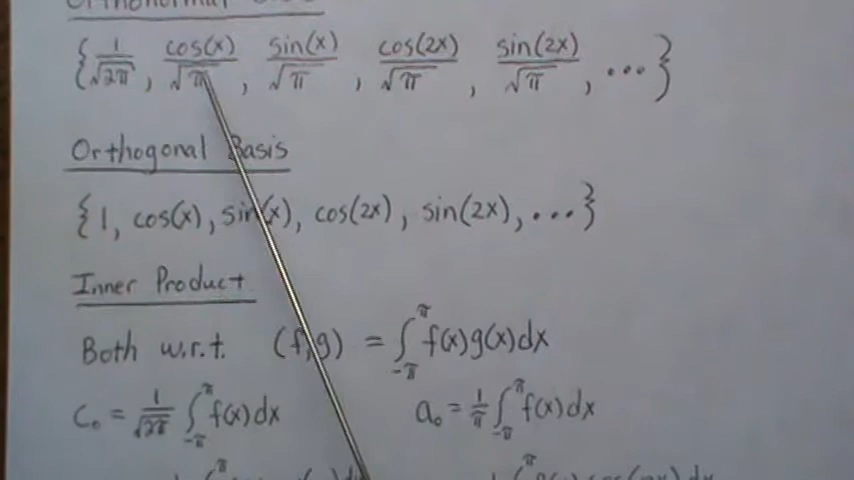 Orthonormal
{1/√2π, cos(x)/√π, sin(x)/√π, cos(2x)/√π, sin(2x)/√π, ...}
Orthogonal Basis
{1, cos(x), sin(x), cos(2x), sin(2x), ...}
Inner Product
Both w.r.t. (f,g) = ∫_{-π}^{π} f(x)g(x)dx
C₀ = 1/√2π ∫_{-π}^{π} f(x)dx a₀ = 1/π ∫_{-π}^{π} f(x)dx